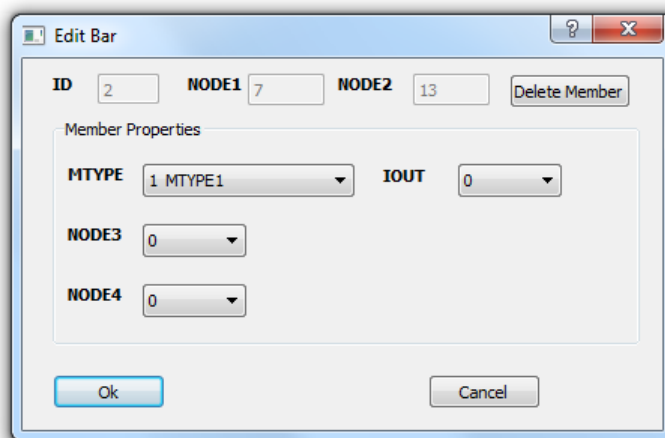 Edit Bar
ID 2 NODE1 7 NODE2 13 Delete Member
Member Properties
MTYPE 1 MTYPE1 IOUT 0
NODE3 0
NODE4 0
Ok Cancel